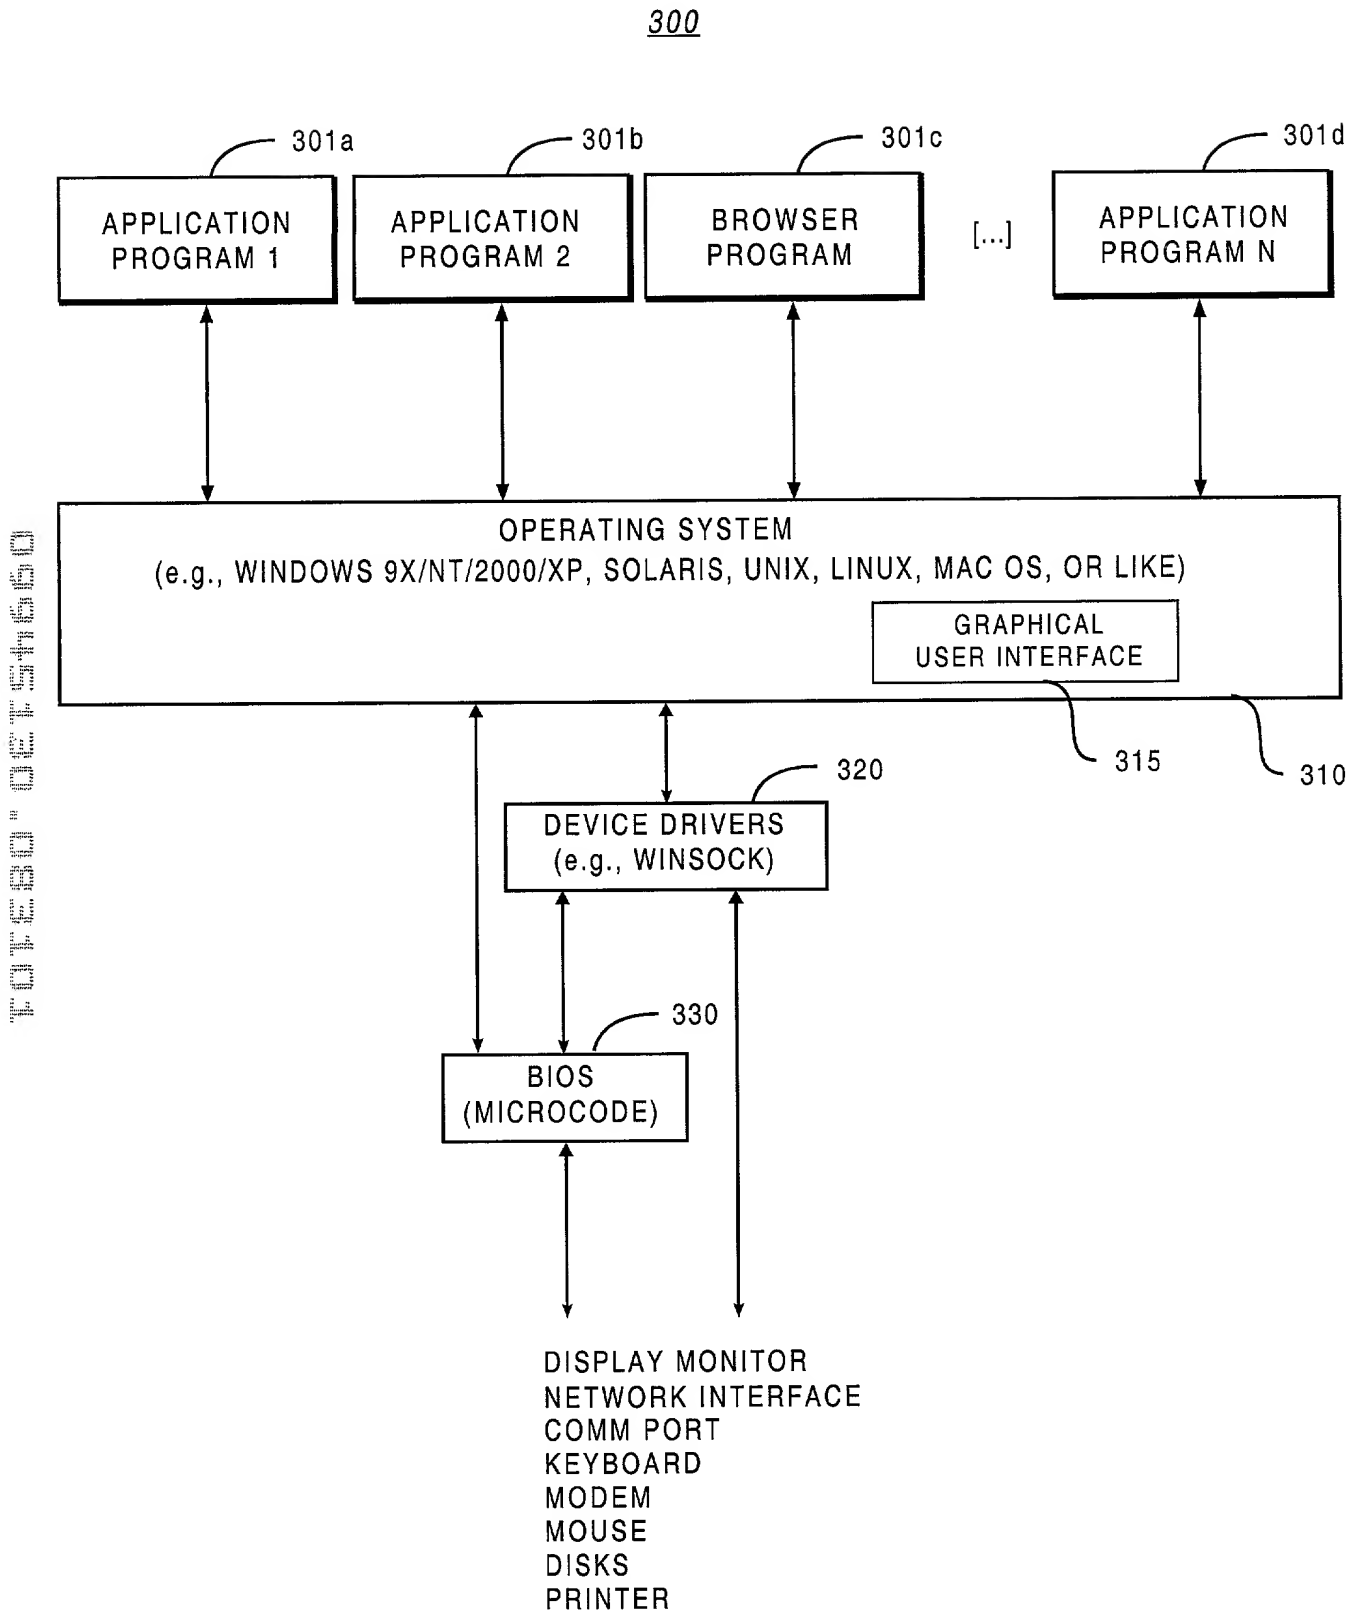 300
301a
301b
301c
301d
APPLICATION
PROGRAM 1
APPLICATION
PROGRAM 2
BROWSER
PROGRAM
[...]
APPLICATION
PROGRAM N
OPERATING SYSTEM
(e.g., WINDOWS 9X/NT/2000/XP, SOLARIS, UNIX, LINUX, MAC OS, OR LIKE)
GRAPHICAL
USER INTERFACE
315
310
320
DEVICE DRIVERS
(e.g., WINSOCK)
330
BIOS
(MICROCODE)
DISPLAY MONITOR
NETWORK INTERFACE
COMM PORT
KEYBOARD
MODEM
MOUSE
DISKS
PRINTER